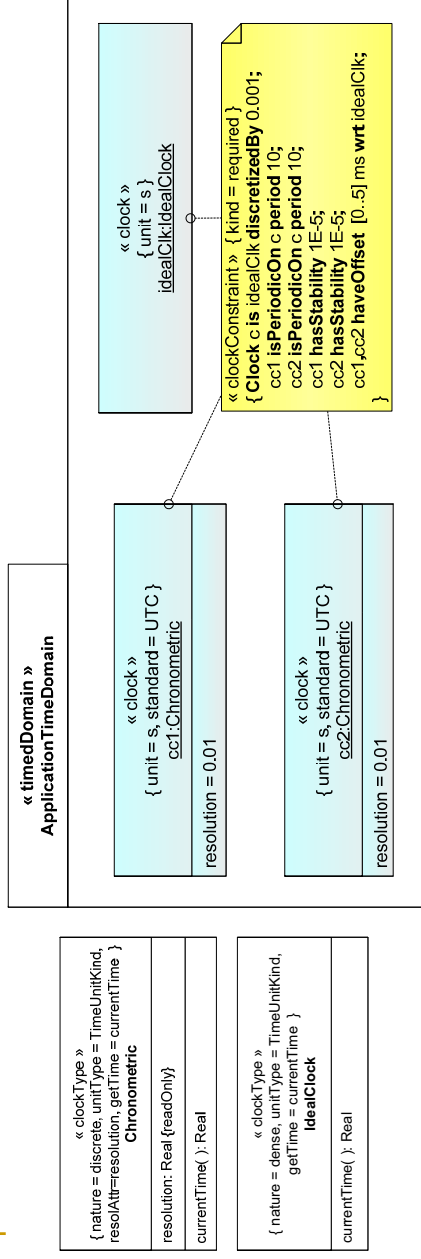 « clockType »
{ nature = discrete, unitType = TimeUnitKind,
resolAttr=resolution, getTime = currentTime }
Chronometric
resolution: Real {readOnly}
currentTime( ): Real
« clockType »
{ nature = dense, unitType = TimeUnitKind,
getTime = currentTime }
IdealClock
currentTime( ): Real
« timedDomain »
ApplicationTimeDomain
« clock »
{ unit = s, standard = UTC }
cc1:Chronometric
resolution = 0.01
« clock »
{ unit = s, standard = UTC }
cc2:Chronometric
resolution = 0.01
« clock »
{ unit = s }
idealClk:IdealClock
« clockConstraint » { kind = required }
{ Clock c is idealClk discretizedBy 0.001;
cc1 isPeriodicOn c period 10;
cc2 isPeriodicOn c period 10;
cc1 hasStability 1E-5;
cc2 hasStability 1E-5;
cc1,cc2 haveOffset [0..5] ms wrt idealClk;
}